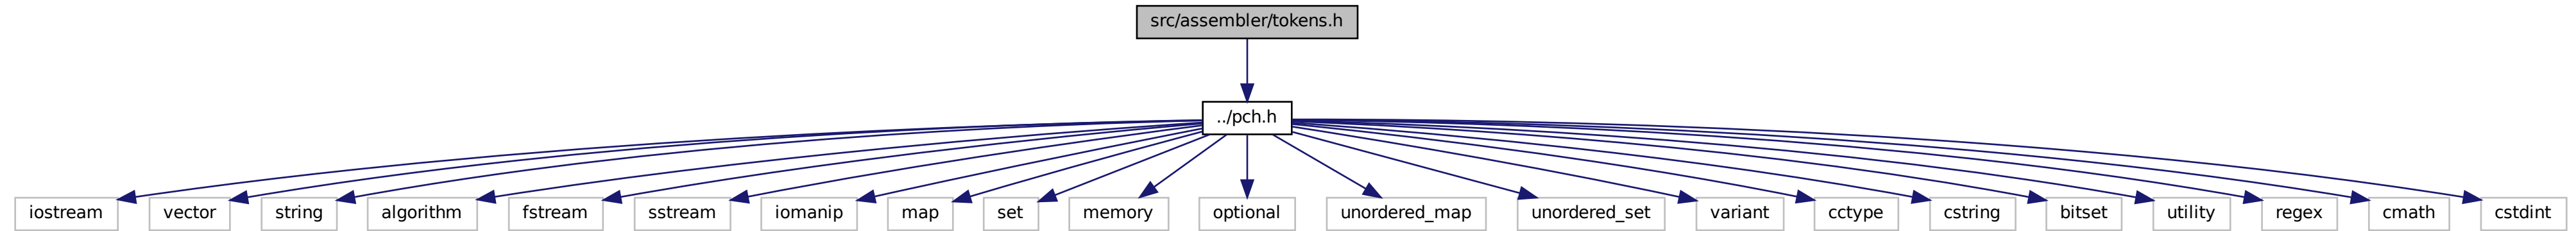 src/assembler/tokens.h
../pch.h
iostream
vector
string
algorithm
fstream
sstream
iomanip
map
set
memory
optional
unordered_map
unordered_set
variant
cctype
cstring
bitset
utility
regex
cmath
cstdint